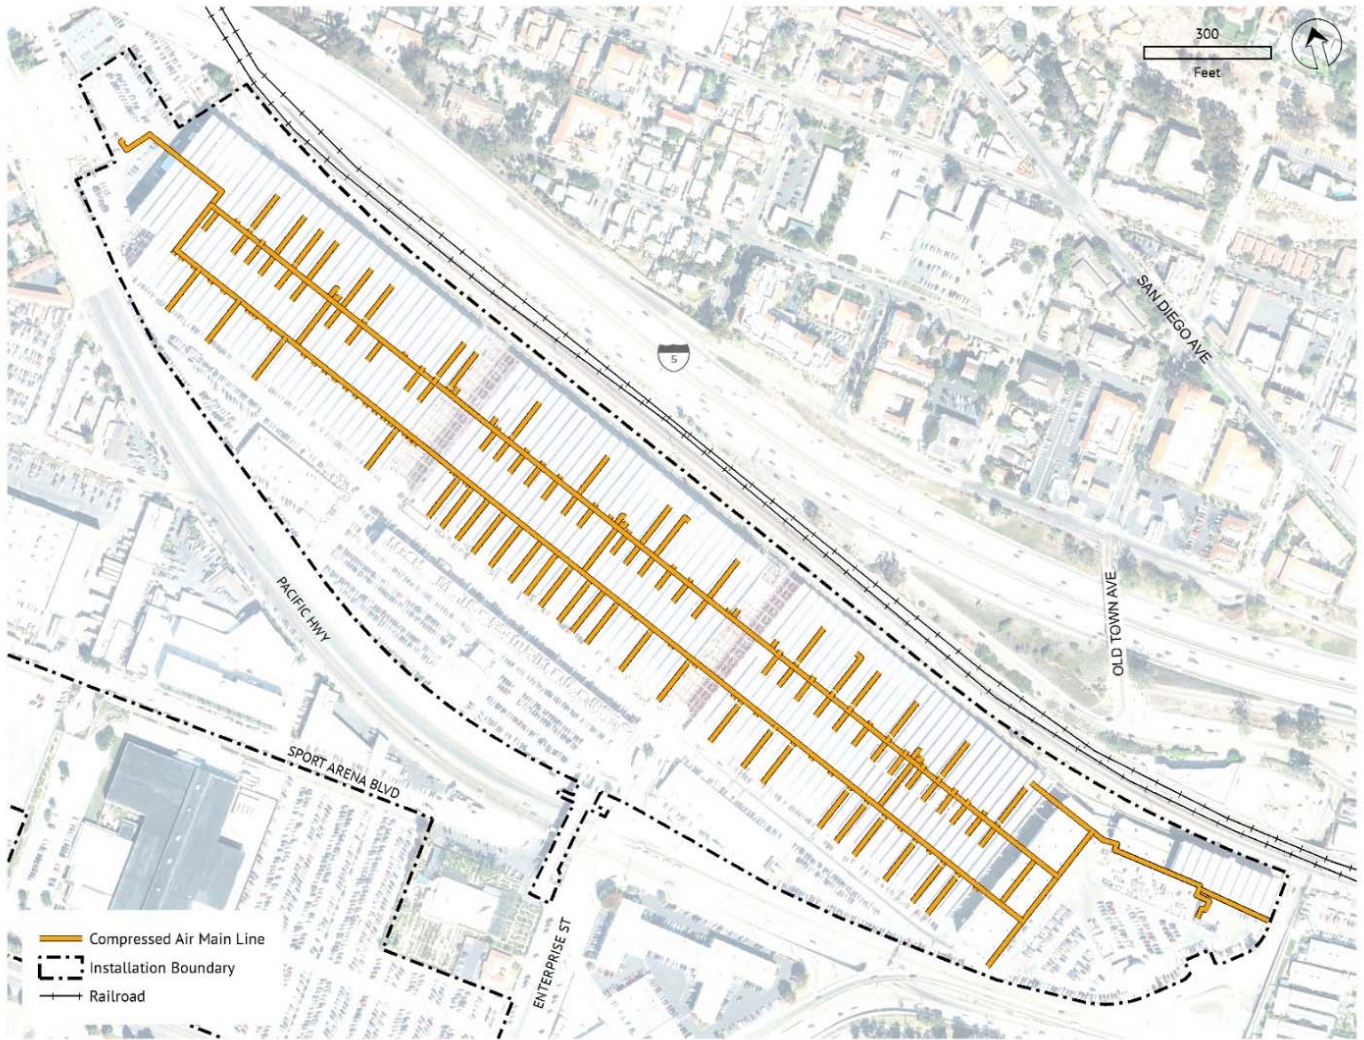 300
Feet
SAN DIEGO AVE
5
OLD TOWN AVE
PACIFIC HWY
SPORT ARENA BLVD
ENTERPRISE ST
Compressed Air Main Line
Installation Boundary
Railroad